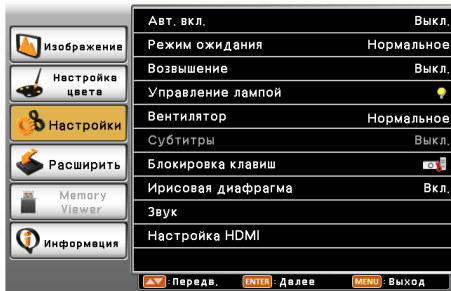 Изображение
Настройка
цвета
Настройки
Расширить
Memory
Viewer
Информация
Авт. вкл. Выкл.
Режим ожидания Нормальное
Возвышение Выкл.
Управление лампой
Вентилятор Нормальное
Субтитры Выкл.
Блокировка клавиш
Ирисовая диафрагма Вкл.
Звук
Настройка HDMI
: Передв. ENTER : Далее MENU : Выход